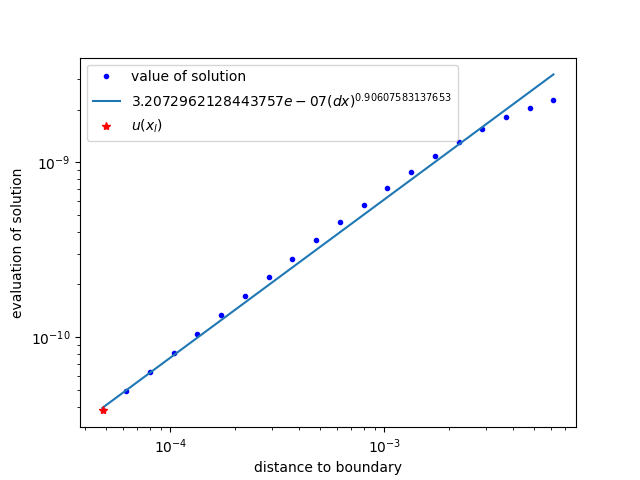 value of solution
3.2072962128443757e − 07(dx)^0.90607583137653
u(x_l)
10^−9
10^−10
evaluation of solution
10^−4
10^−3
distance to boundary